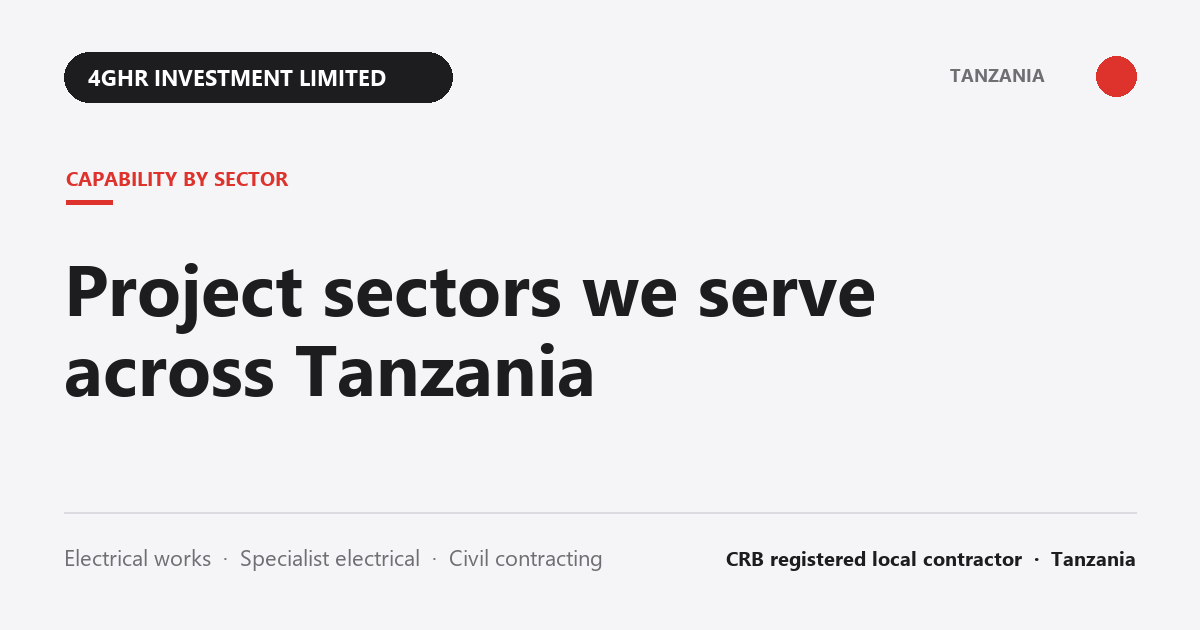 4GHR INVESTMENT LIMITED
TANZANIA
CAPABILITY BY SECTOR
Project sectors we serve
across Tanzania
Electrical works · Specialist electrical · Civil contracting
CRB registered local contractor · Tanzania